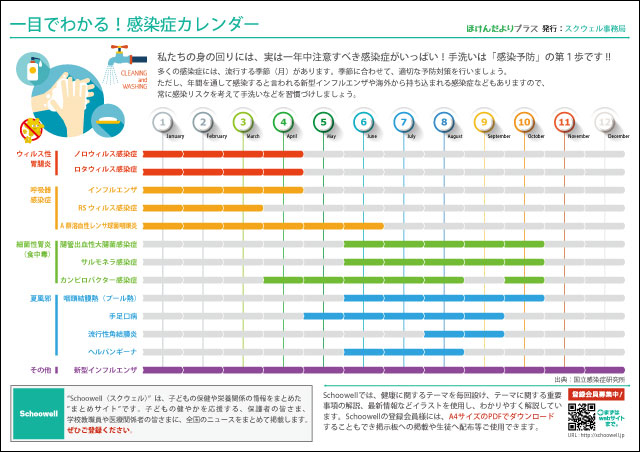 一目でわかる！感染症カレンダー
ほけんだよりプラス 発行：スクウェル事務局
CLEANING
and
WASHING
私たちの身の回りには、実は一年中注意すべき感染症がいっぱい！手洗いは「感染予防」の第１歩です!!
多くの感染症には、流行する季節（月）があります。季節に合わせて、適切な予防対策を行いましょう。
ただし、年間を通して感染すると言われる新型インフルエンザや海外から持ち込まれる感染症などもありますので、
常に感染リスクを考えて手洗いなどを習慣づけしましょう。
1 2 3 4 5 6 7 8 9 10 11 12
January February March April May June July August September October November December
ウィルス性
胃腸炎
ノロウィルス感染症
ロタウィルス感染症
呼吸器
感染症
インフルエンザ
RSウィルス感染症
A群溶血性レンサ球菌咽頭炎
細菌性胃炎
（食中毒）
腸管出血性大腸菌感染症
サルモネラ感染症
カンピロバクター感染症
夏風邪
咽頭結膜熱（プール熱）
手足口病
流行性角結膜炎
ヘルパンギーナ
その他
新型インフルエンザ
出典：国立感染症研究所
Schoowell
"Schoowell（スクウェル）"は、子どもの保健や栄養関係の情報をまとめた
"まとめサイト"です。子どもの健やかを応援する、保護者の皆さま、
学校教職員や医療関係者の皆さまに、全国のニュースをまとめて掲載します。
ぜひご登録ください。
Schoowellでは、健康に関するテーマを毎回設け、テーマに関する重要
事項の解説、最新情報などイラストを使用し、わかりやすく解説してい
ます。Schoowellの登録会員様には、A4サイズのPDFでダウンロード
することもでき掲示板への掲載や生徒へ配布等ご使用できます。
登録会員募集中！
まずは
webサイト
まで。
URL : http://schoowell.jp